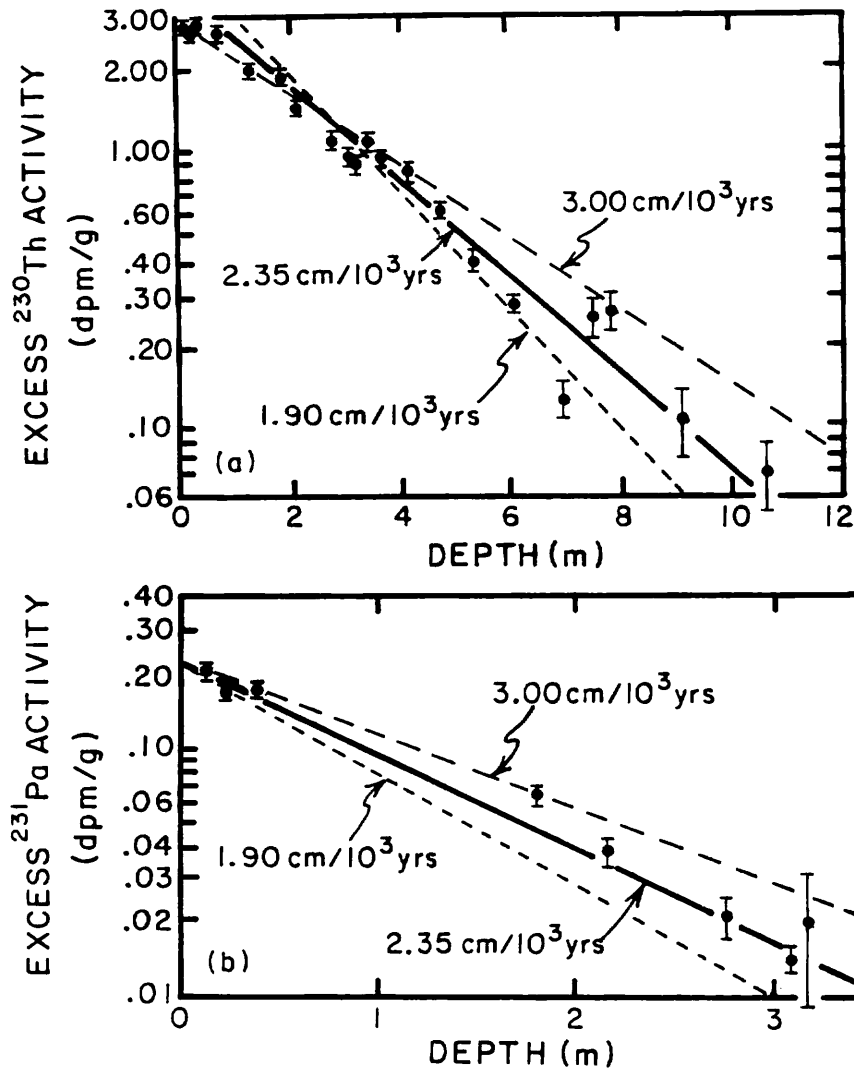 EXCESS ²³⁰Th ACTIVITY
(dpm/g)
3.00
2.00
1.00
.60
.40
.30
.20
.10
.06
3.00 cm/10³yrs
2.35 cm/10³yrs
1.90 cm/10³yrs
(a)
0 2 4 6 8 10 12
DEPTH (m)
EXCESS ²³¹Pa ACTIVITY
(dpm/g)
.40
.30
.20
.10
.06
.04
.03
.02
.01
3.00 cm/10³yrs
1.90 cm/10³yrs
2.35 cm/10³yrs
(b)
0 1 2 3
DEPTH (m)